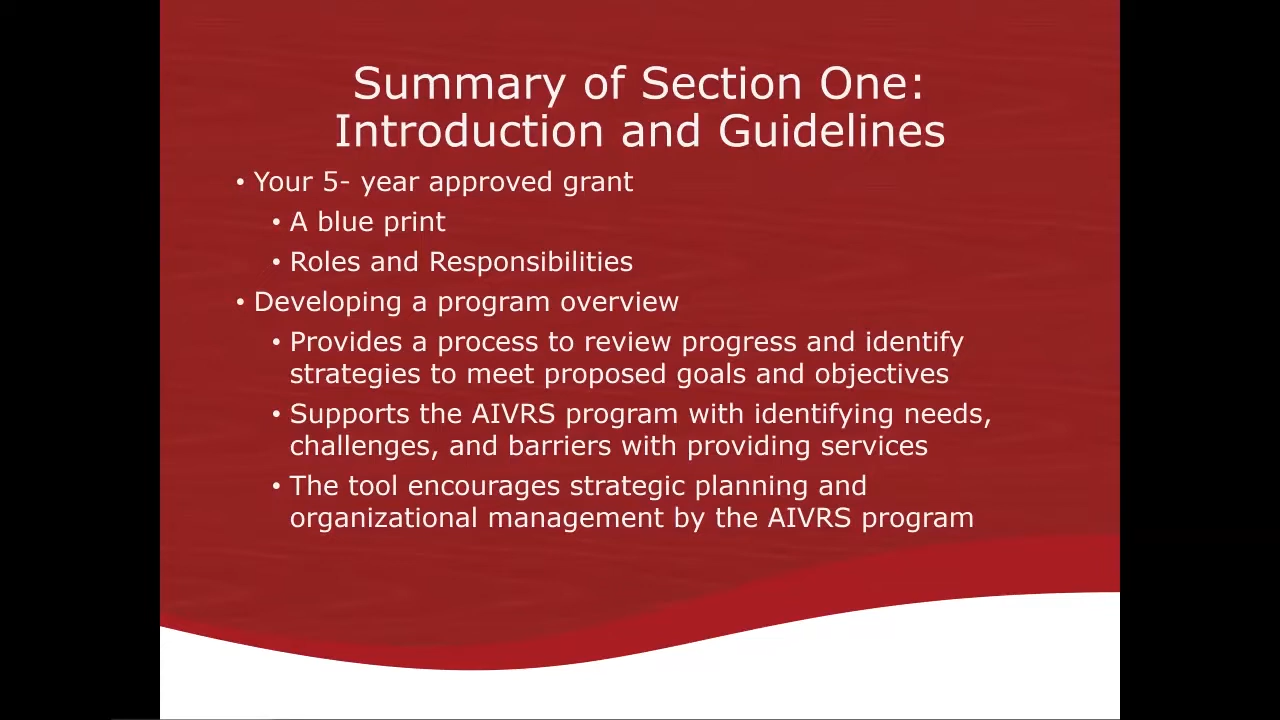 Summary of Section One:
Introduction and Guidelines
• Your 5- year approved grant
• A blue print
• Roles and Responsibilities
• Developing a program overview
• Provides a process to review progress and identify
strategies to meet proposed goals and objectives
• Supports the AIVRS program with identifying needs,
challenges, and barriers with providing services
• The tool encourages strategic planning and
organizational management by the AIVRS program